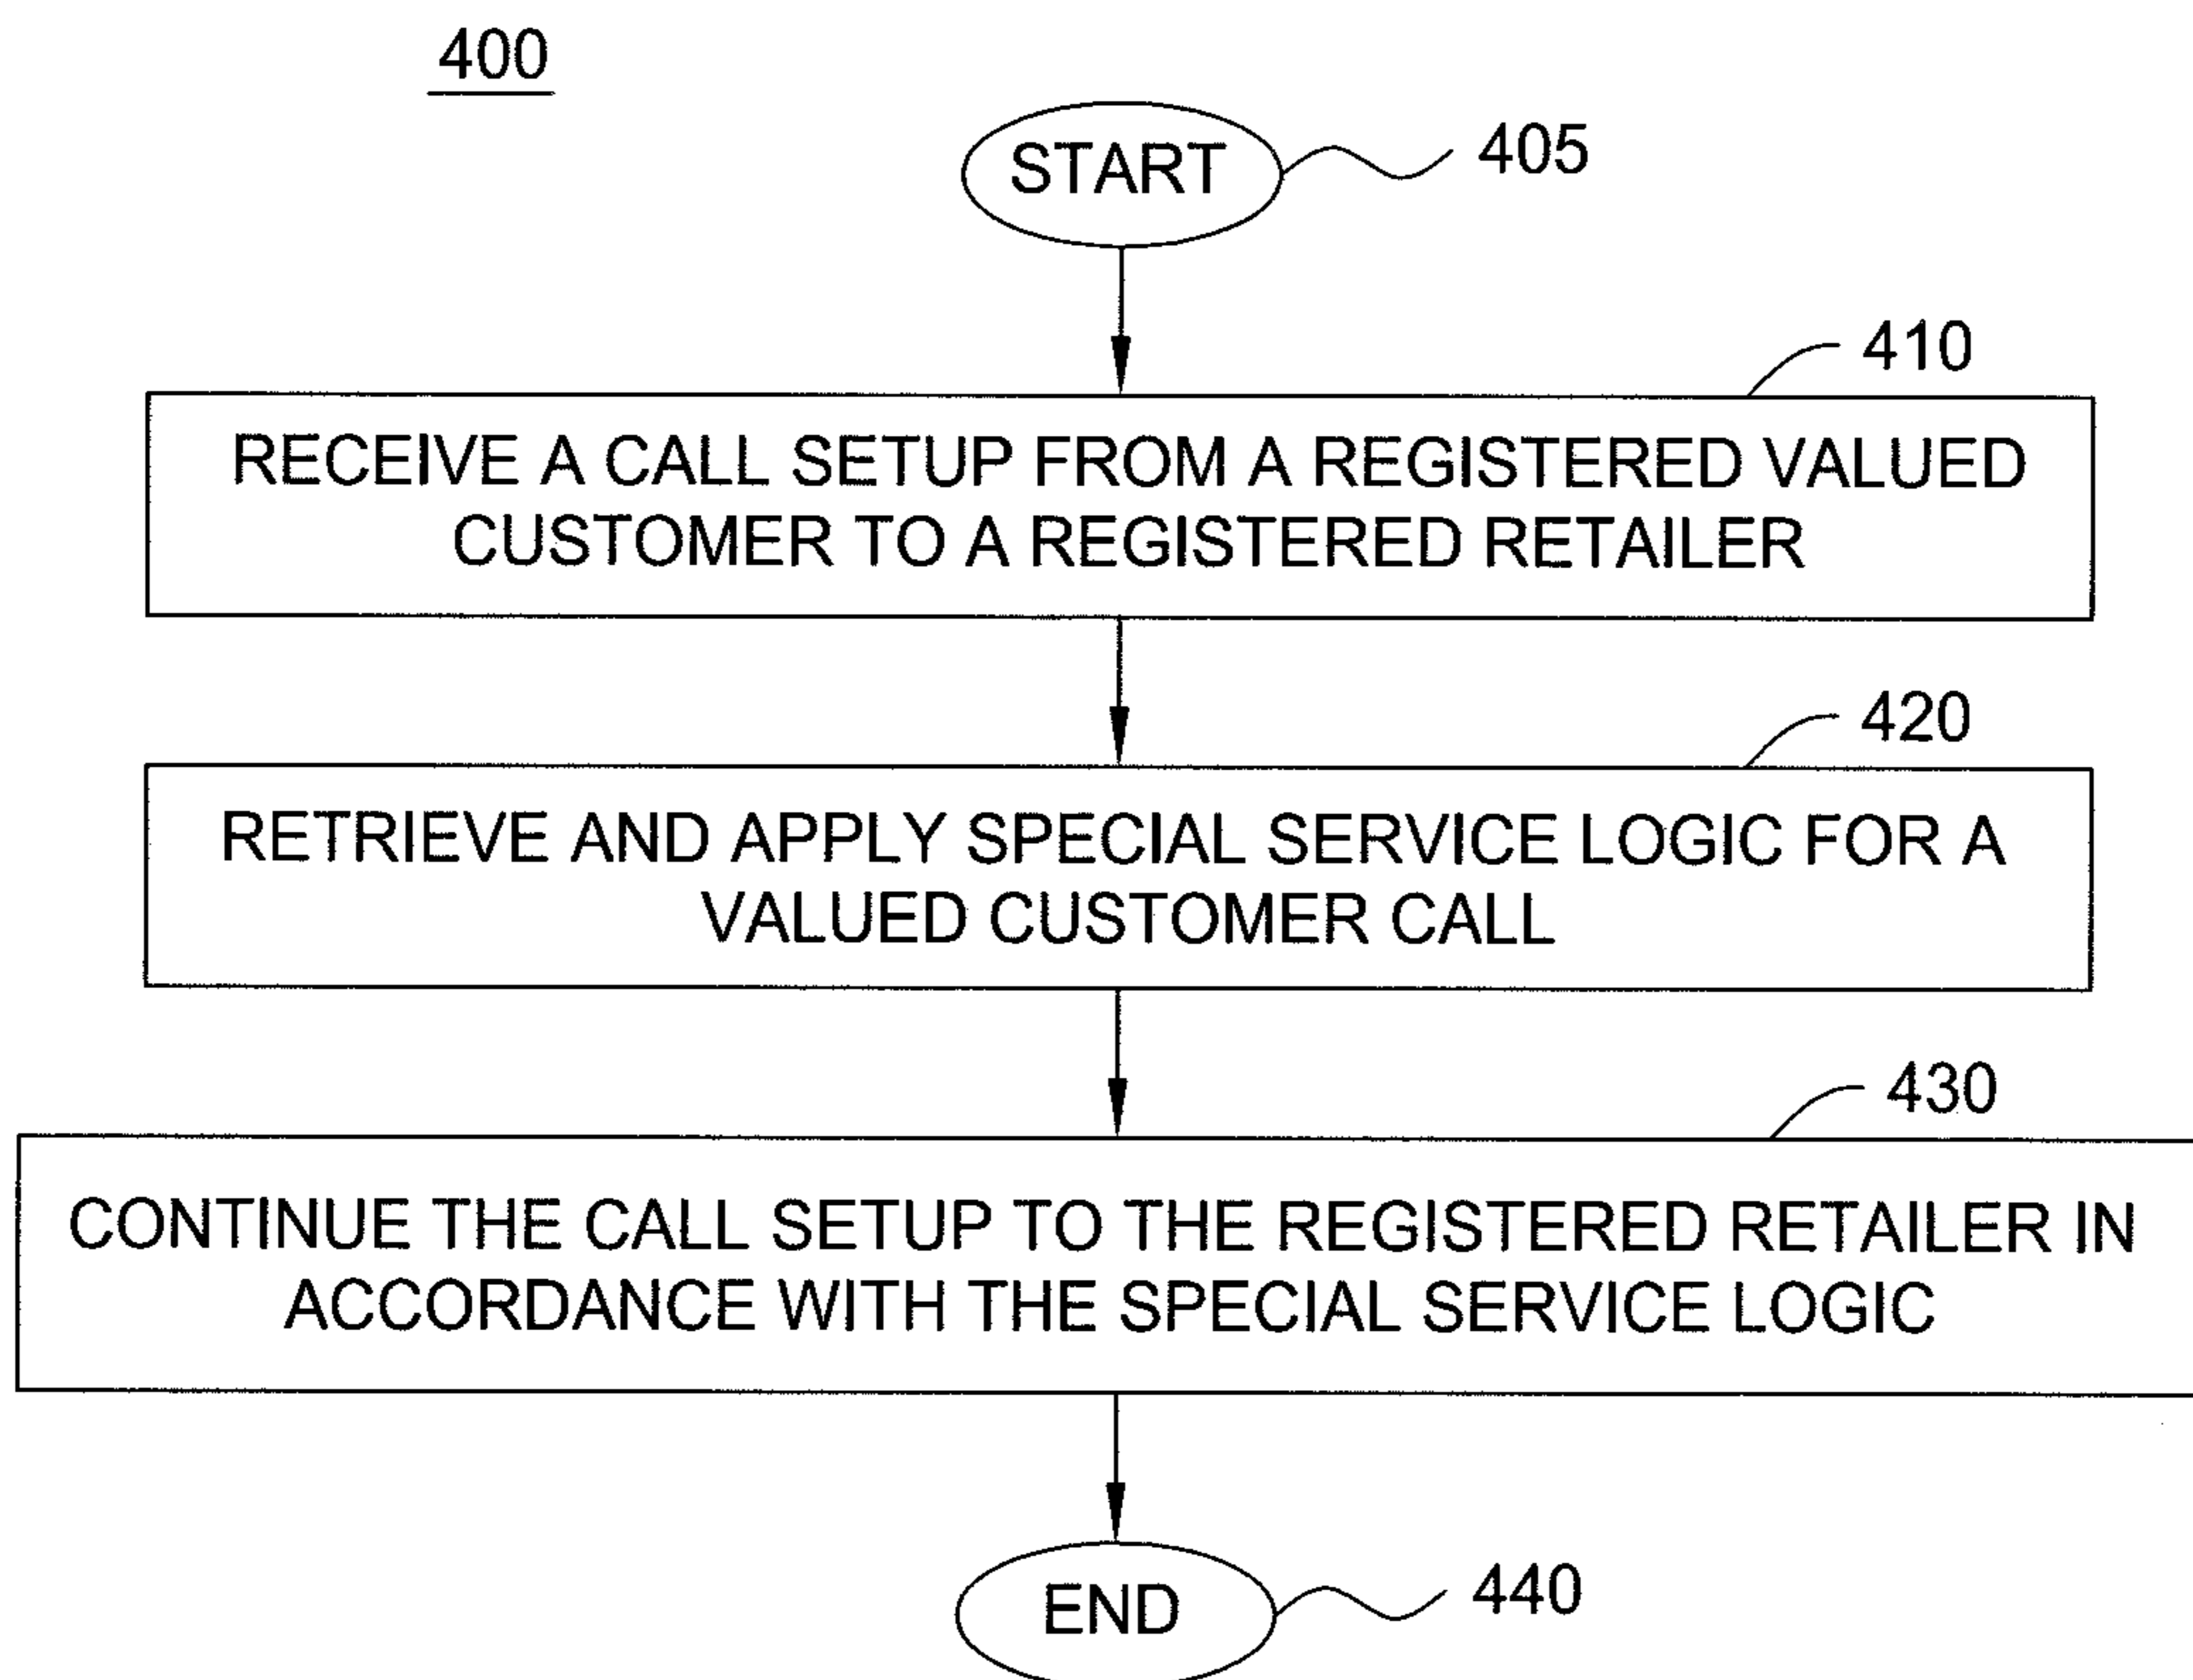 400
START
405
410
RECEIVE A CALL SETUP FROM A REGISTERED VALUED
CUSTOMER TO A REGISTERED RETAILER
420
RETRIEVE AND APPLY SPECIAL SERVICE LOGIC FOR A
VALUED CUSTOMER CALL
430
CONTINUE THE CALL SETUP TO THE REGISTERED RETAILER IN
ACCORDANCE WITH THE SPECIAL SERVICE LOGIC
END
440